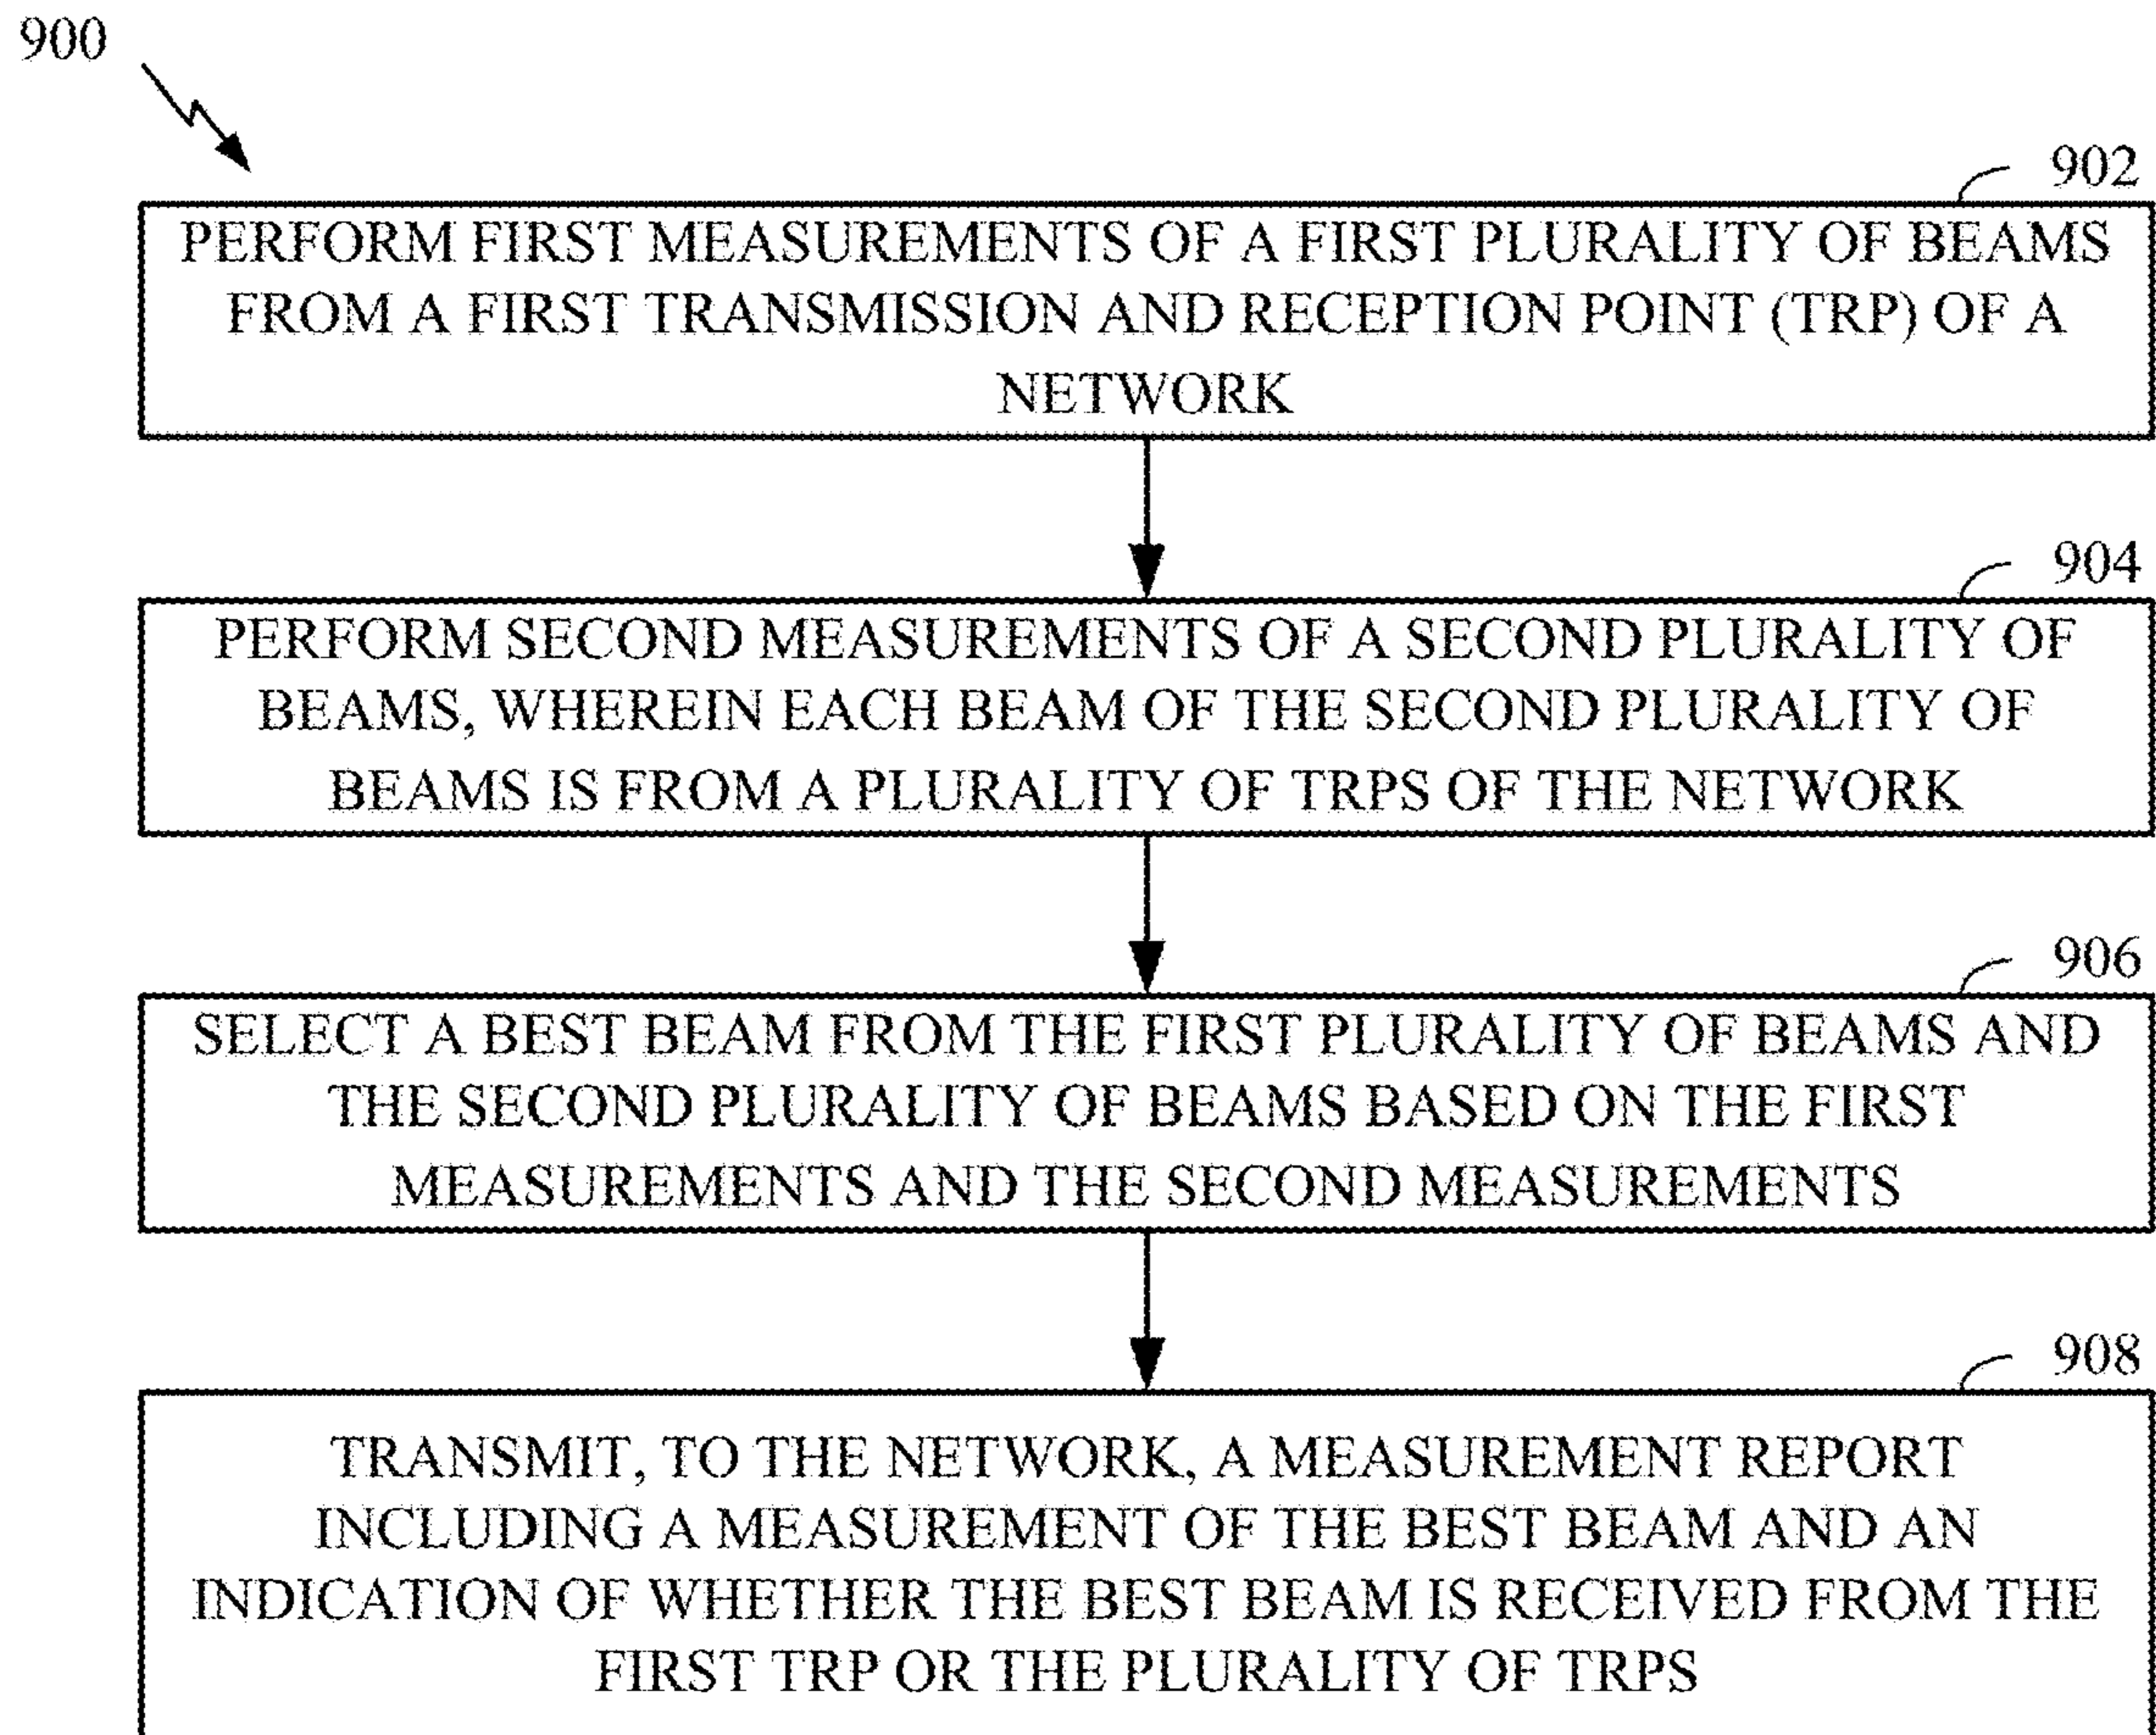 900
902
PERFORM FIRST MEASUREMENTS OF A FIRST PLURALITY OF BEAMS
FROM A FIRST TRANSMISSION AND RECEPTION POINT (TRP) OF A
NETWORK
904
PERFORM SECOND MEASUREMENTS OF A SECOND PLURALITY OF
BEAMS, WHEREIN EACH BEAM OF THE SECOND PLURALITY OF
BEAMS IS FROM A PLURALITY OF TRPS OF THE NETWORK
906
SELECT A BEST BEAM FROM THE FIRST PLURALITY OF BEAMS AND
THE SECOND PLURALITY OF BEAMS BASED ON THE FIRST
MEASUREMENTS AND THE SECOND MEASUREMENTS
908
TRANSMIT, TO THE NETWORK, A MEASUREMENT REPORT
INCLUDING A MEASUREMENT OF THE BEST BEAM AND AN
INDICATION OF WHETHER THE BEST BEAM IS RECEIVED FROM THE
FIRST TRP OR THE PLURALITY OF TRPS